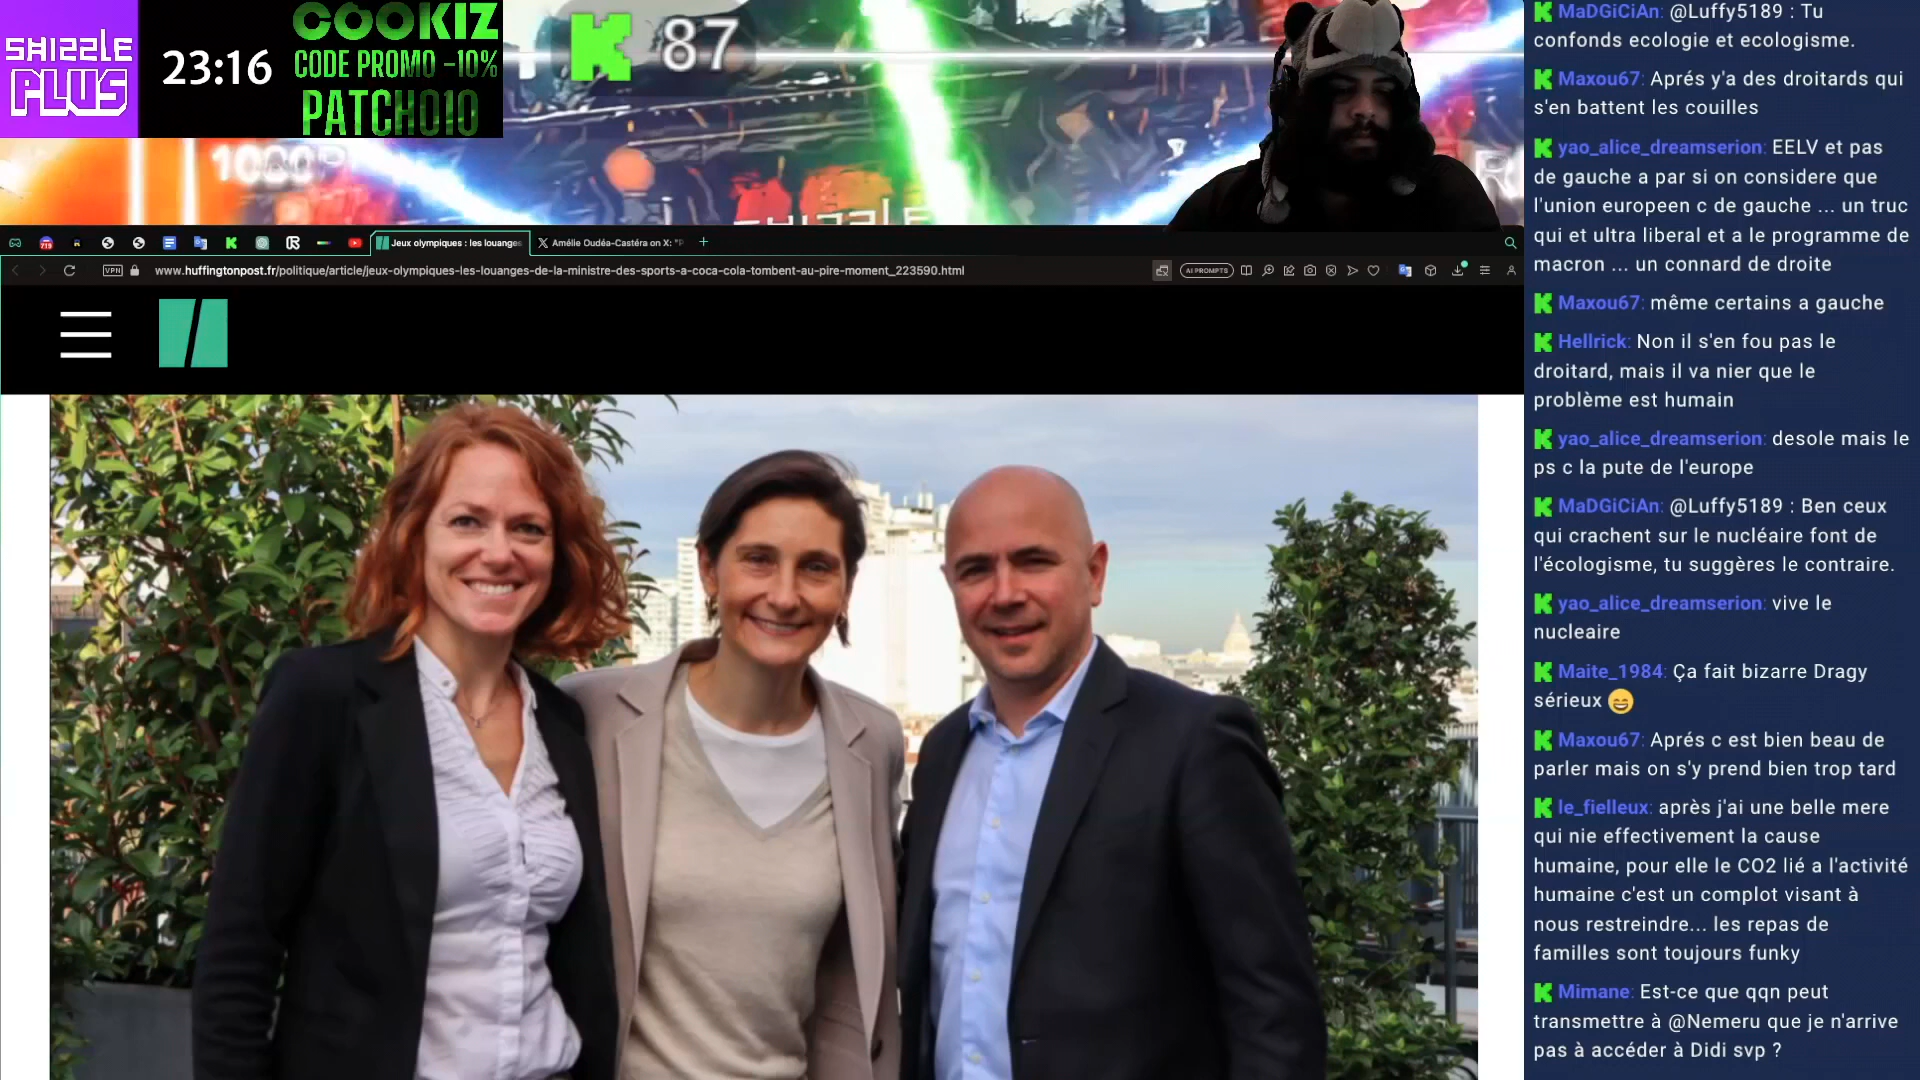 SHIZZLE
PLUS
23:16
COOKIZ
CODE PROMO -10%
PATCHO10
87
Jeux olympiques : les louanges
Amélie Oudéa-Castéra on X: "P
VPN
www.huffingtonpost.fr/politique/article/jeux-olympiques-les-louanges-de-la-ministre-des-sports-a-coca-cola-tombent-au-pire-moment_223590.html
AI PROMPTS
MaDGiCiAn: @Luffy5189 : Tu
confonds ecologie et ecologisme.
Maxou67: Aprés y'a des droitards qui
s'en battent les couilles
yao_alice_dreamserion: EELV et pas
de gauche a par si on considere que
l'union europeen c de gauche ... un truc
qui et ultra liberal et a le programme de
macron ... un connard de droite
Maxou67: même certains a gauche
Hellrick: Non il s'en fou pas le
droitard, mais il va nier que le
problème est humain
yao_alice_dreamserion: desole mais le
ps c la pute de l'europe
MaDGiCiAn: @Luffy5189 : Ben ceux
qui crachent sur le nucléaire font de
l'écologisme, tu suggères le contraire.
yao_alice_dreamserion: vive le
nucleaire
Maite_1984: Ça fait bizarre Dragy
sérieux 😄
Maxou67: Aprés c est bien beau de
parler mais on s'y prend bien trop tard
le_fielleux: après j'ai une belle mere
qui nie effectivement la cause
humaine, pour elle le CO2 lié a l'activité
humaine c'est un complot visant à
nous restreindre... les repas de
familles sont toujours funky
Mimane: Est-ce que qqn peut
transmettre à @Nemeru que je n'arrive
pas à accéder à Didi svp ?